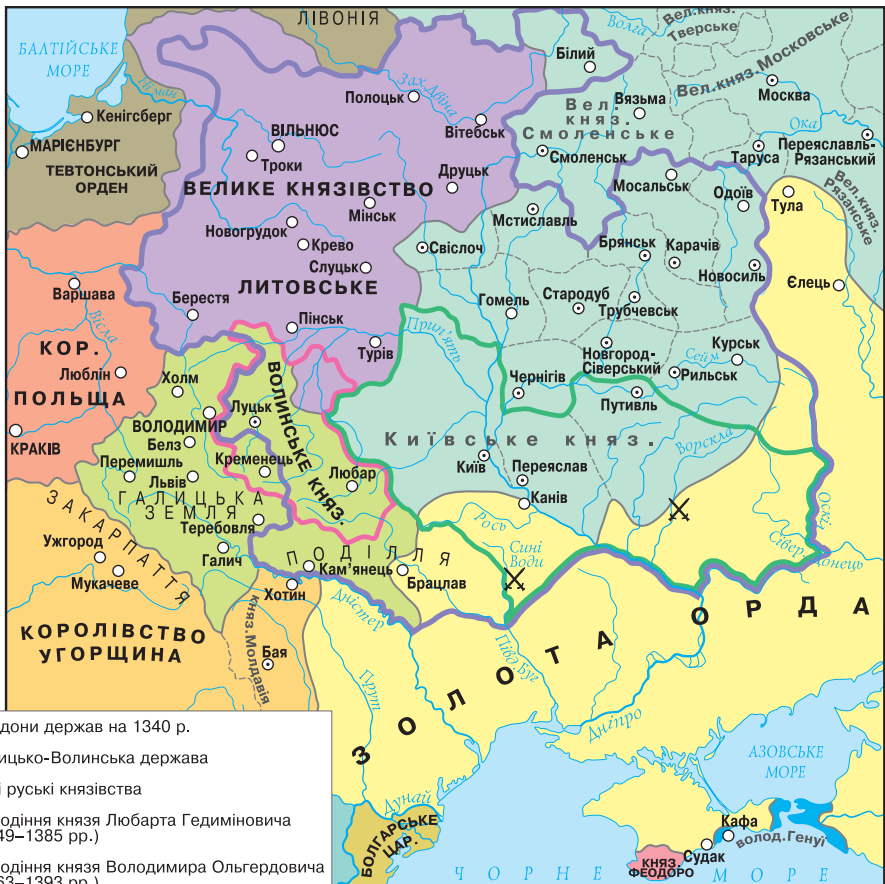 ЛІВОНІЯ
БАЛТІЙСЬКЕ
МОРЕ
Волга
Вел.княз.
Тверське
Білий
Вел.княз.Московське
Москва
Німан
Кенігсберг
МАРІЄНБУРГ
ТЕВТОНСЬКИЙ
ОРДЕН
Полоцьк
Зах.Двіна
Вітебськ
ВІЛЬНЮС
Троки
Вел.
княз.
Смоленське
Вязьма
Смоленськ
Ока
Таруса
Переяславль-
Рязанський
ВЕЛИКЕ КНЯЗІВСТВО
ЛИТОВСЬКЕ
Друцьк
Мінськ
Новогрудок
Крево
Слуцьк
Мосальськ
Одоїв
Тула
Вел.княз.
Рязанське
Мстиславль
Свіслоч
Брянськ
Карачів
Новосиль
Єлець
Варшава
Вісла
КОР.
ПОЛЬЩА
Люблін
КРАКІВ
Берестя
Пінськ
Турів
Прип'ять
Гомель
Стародуб
Трубчевськ
Новгород-
Сіверський
Курськ
Сейм
Рильськ
Чернігів
Путивль
Холм
ВОЛОДИМИР
Луцьк
ВОЛИНСЬКЕ КНЯЗ.
Белз
Кременець
Перемишль
Львів
Любар
ГАЛИЦЬКА
ЗЕМЛЯ
Теребовля
Галич
Київське княз.
Ворскла
Київ
Переяслав
Канів
Рось
Сині
Води
Оскіл
Сівер. Донець
ЗАКАРПАТТЯ
Ужгород
Мукачеве
ПОДІЛЛЯ
Кам'янець
Брацлав
Хотин
Дністер
КОРОЛІВСТВО
УГОРЩИНА
княз.Молдавія
Бая
Прут
Півд.Буг
ЗОЛОТА ОРДА
Дніпро
Дунай
БОЛГАРСЬКЕ
ЦАР.
АЗОВСЬКЕ
МОРЕ
Кафа
волод.Генуї
Судак
КНЯЗ.
ФЕОДОРО
ЧОРНЕ МОРЕ
дони держав на 1340 р.
ицько-Волинська держава
і руські князівства
одіння князя Любарта Гедиміновича
49–1385 рр.)
одіння князя Володимира Ольгердовича
63–1393 рр.)